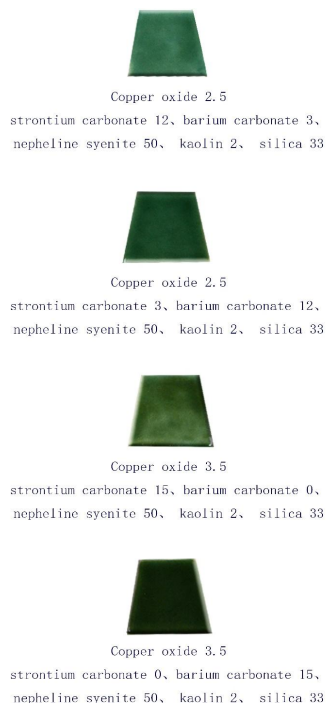 Copper oxide 2.5
strontium carbonate 12、barium carbonate 3、
nepheline syenite 50、 kaolin 2、 silica 33
Copper oxide 2.5
strontium carbonate 3、barium carbonate 12、
nepheline syenite 50、 kaolin 2、 silica 33
Copper oxide 3.5
strontium carbonate 15、barium carbonate 0、
nepheline syenite 50、 kaolin 2、 silica 33
Copper oxide 3.5
strontium carbonate 0、barium carbonate 15、
nepheline syenite 50、 kaolin 2、 silica 33